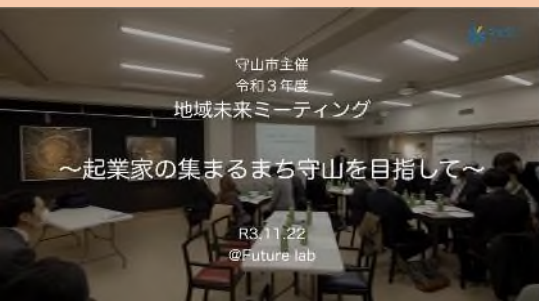 守山市主催
令和３年度
地域未来ミーティング
～起業家の集まるまち守山を目指して～
R3.11.22
@Future lab